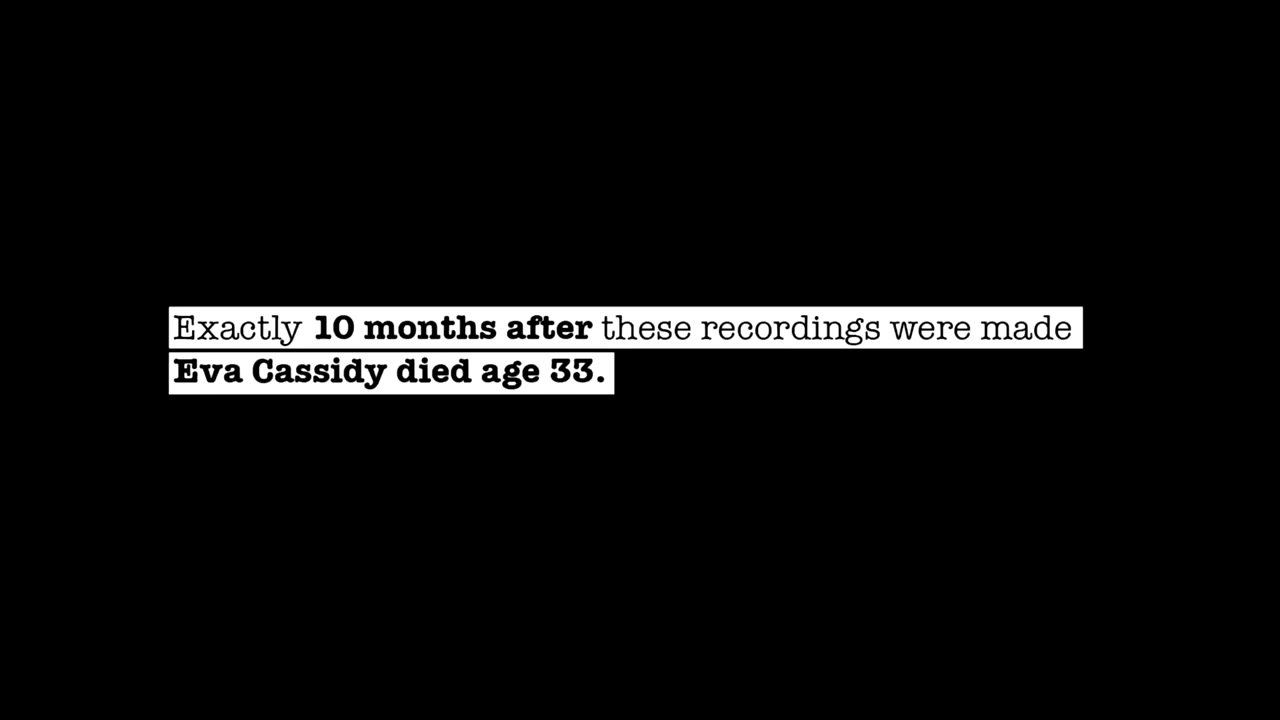 Exactly 10 months after these recordings were made
Eva Cassidy died age 33.